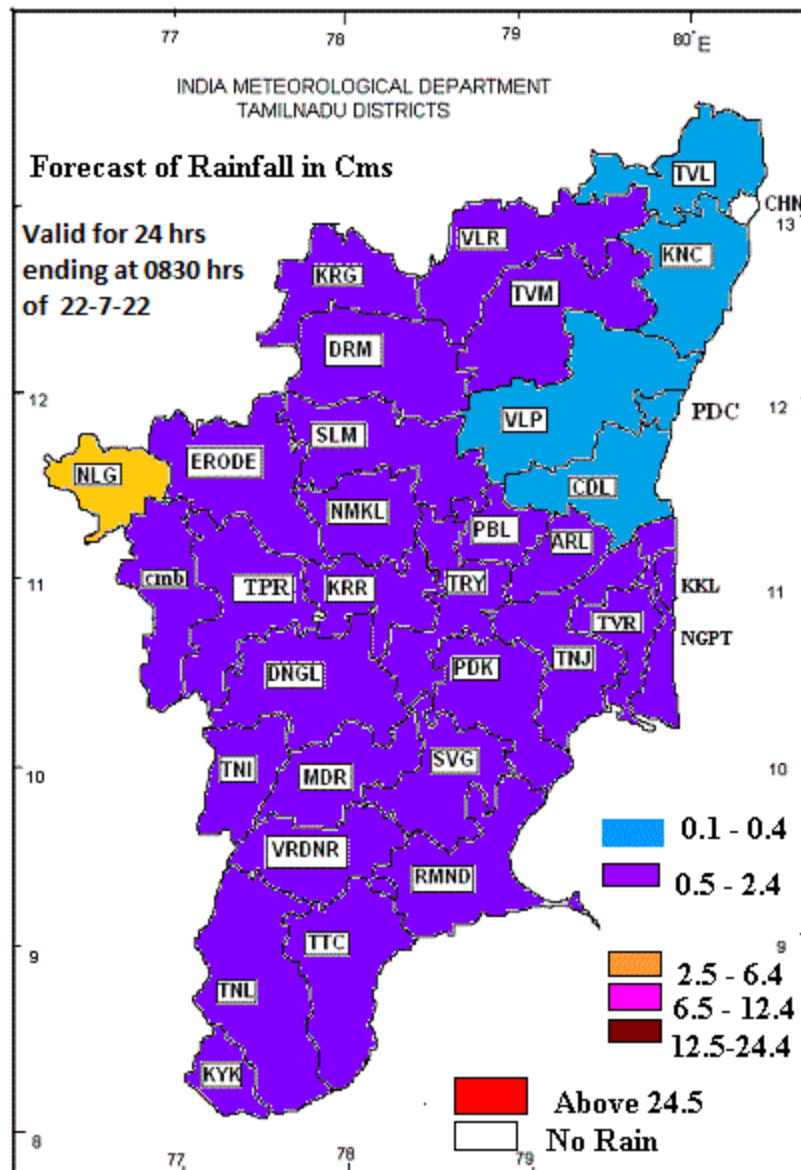 77 78 79 80° E
INDIA METEOROLOGICAL DEPARTMENT
TAMILNADU DISTRICTS
Forecast of Rainfall in Cms
TVL
CHN
13
Valid for 24 hrs
ending at 0830 hrs
of 22-7-22
VLR
KNC
KRG
TVM
DRM
12
12
PDC
VLP
SLM
ERODE
NLG
CDL
NMKL
PBL
ARL
11
cmb
TPR
KRR
TRY
KKL
11
TVR
NGPT
DNGL
PDK
TNJ
10
TNI
MDR
SVG
10
0.1 - 0.4
VRDNR
RMND
0.5 - 2.4
9
TTC
9
2.5 - 6.4
TNL
6.5 - 12.4
12.5-24.4
KYK
Above 24.5
8
No Rain
77 78 79